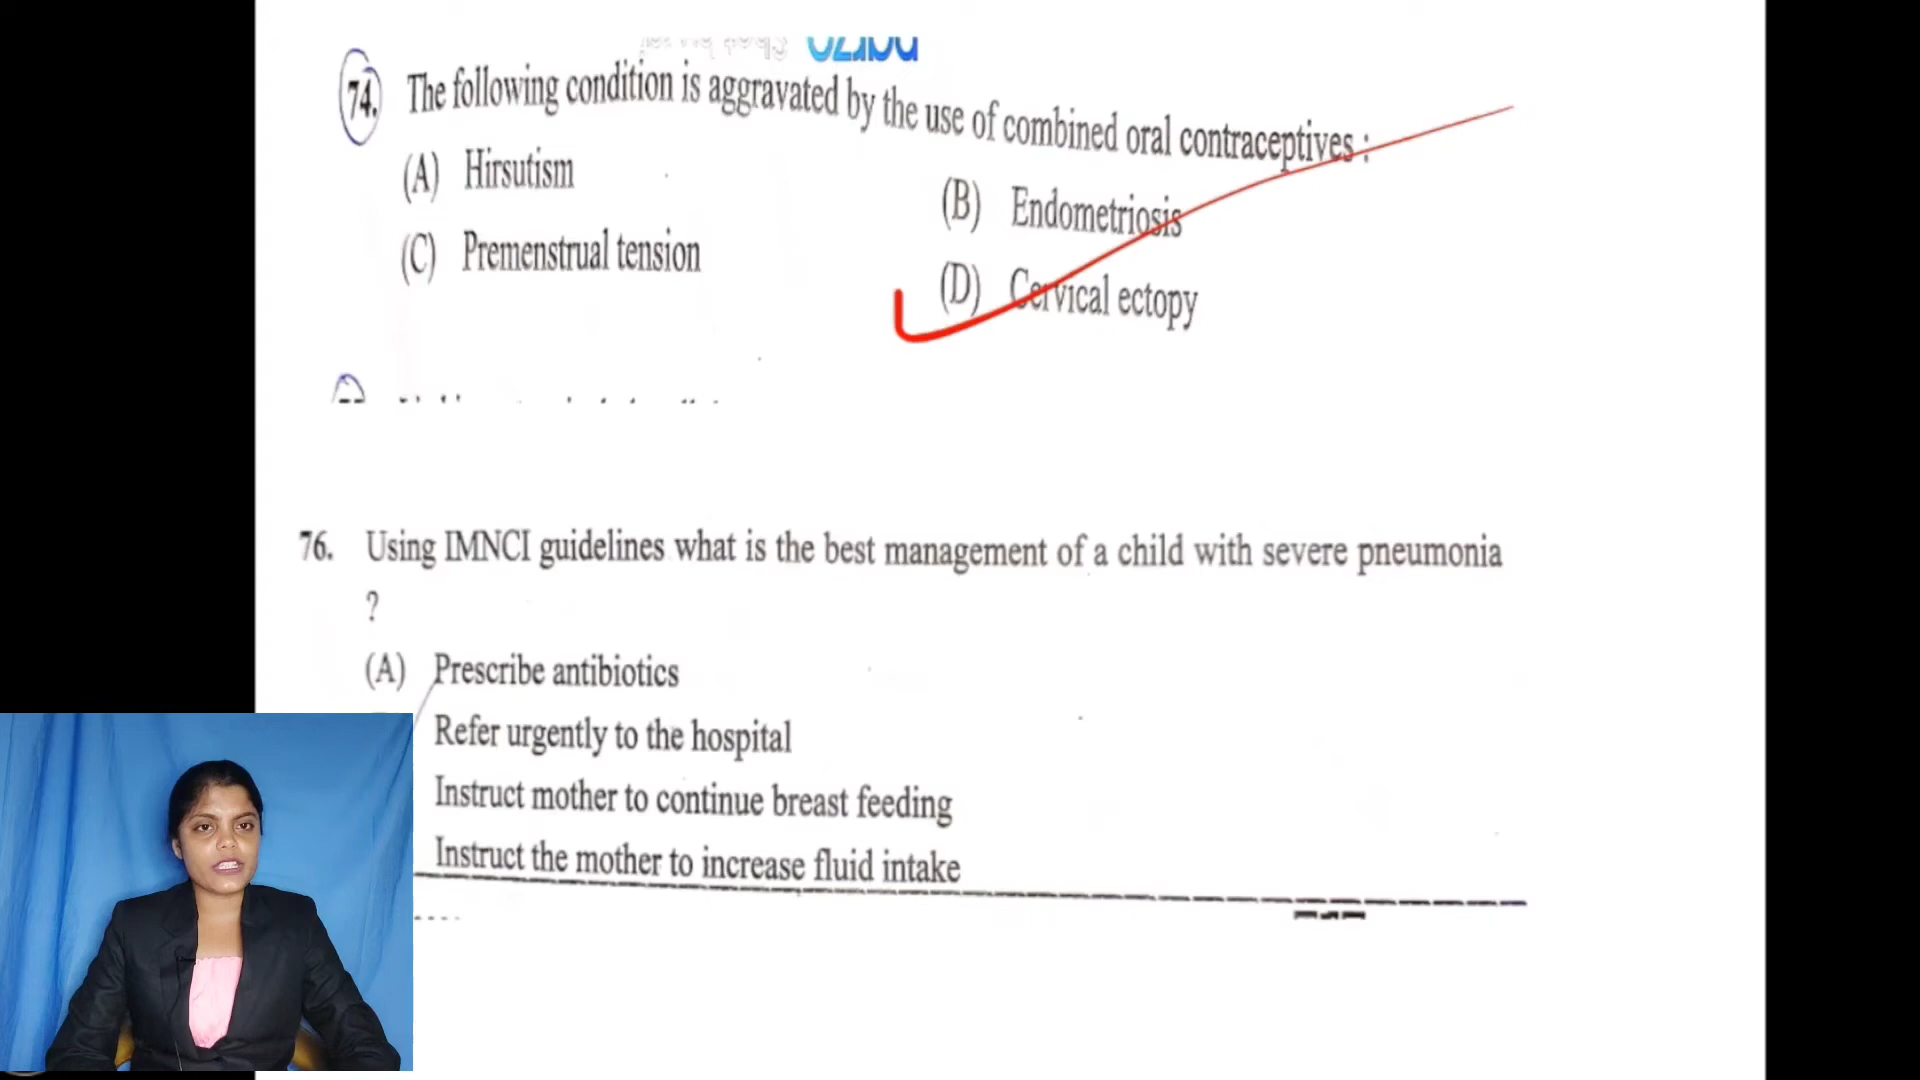 74. The following condition is aggravated by the use of combined oral contraceptives :
(A) Hirsutism
(B) Endometriosis
(C) Premenstrual tension
(D) Cervical ectopy
76. Using IMNCI guidelines what is the best management of a child with severe pneumonia
?
(A) Prescribe antibiotics
Refer urgently to the hospital
Instruct mother to continue breast feeding
Instruct the mother to increase fluid intake